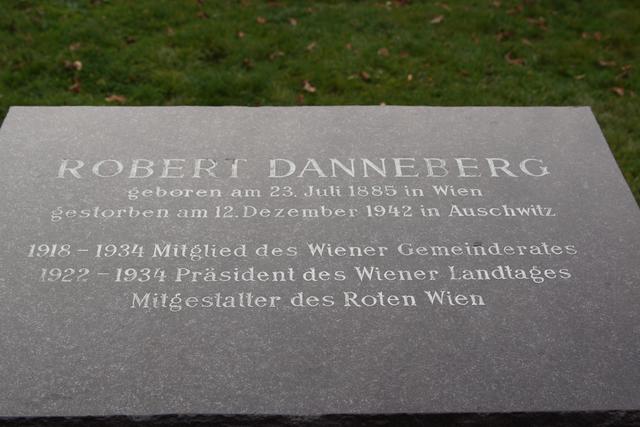 ROBERT DANNEBERG
geboren am 23. Juli 1885 in Wien
gestorben am 12. Dezember 1942 in Auschwitz
1918 - 1934 Mitglied des Wiener Gemeinderates
1922 - 1934 Präsident des Wiener Landtages
Mitgestalter des Roten Wien